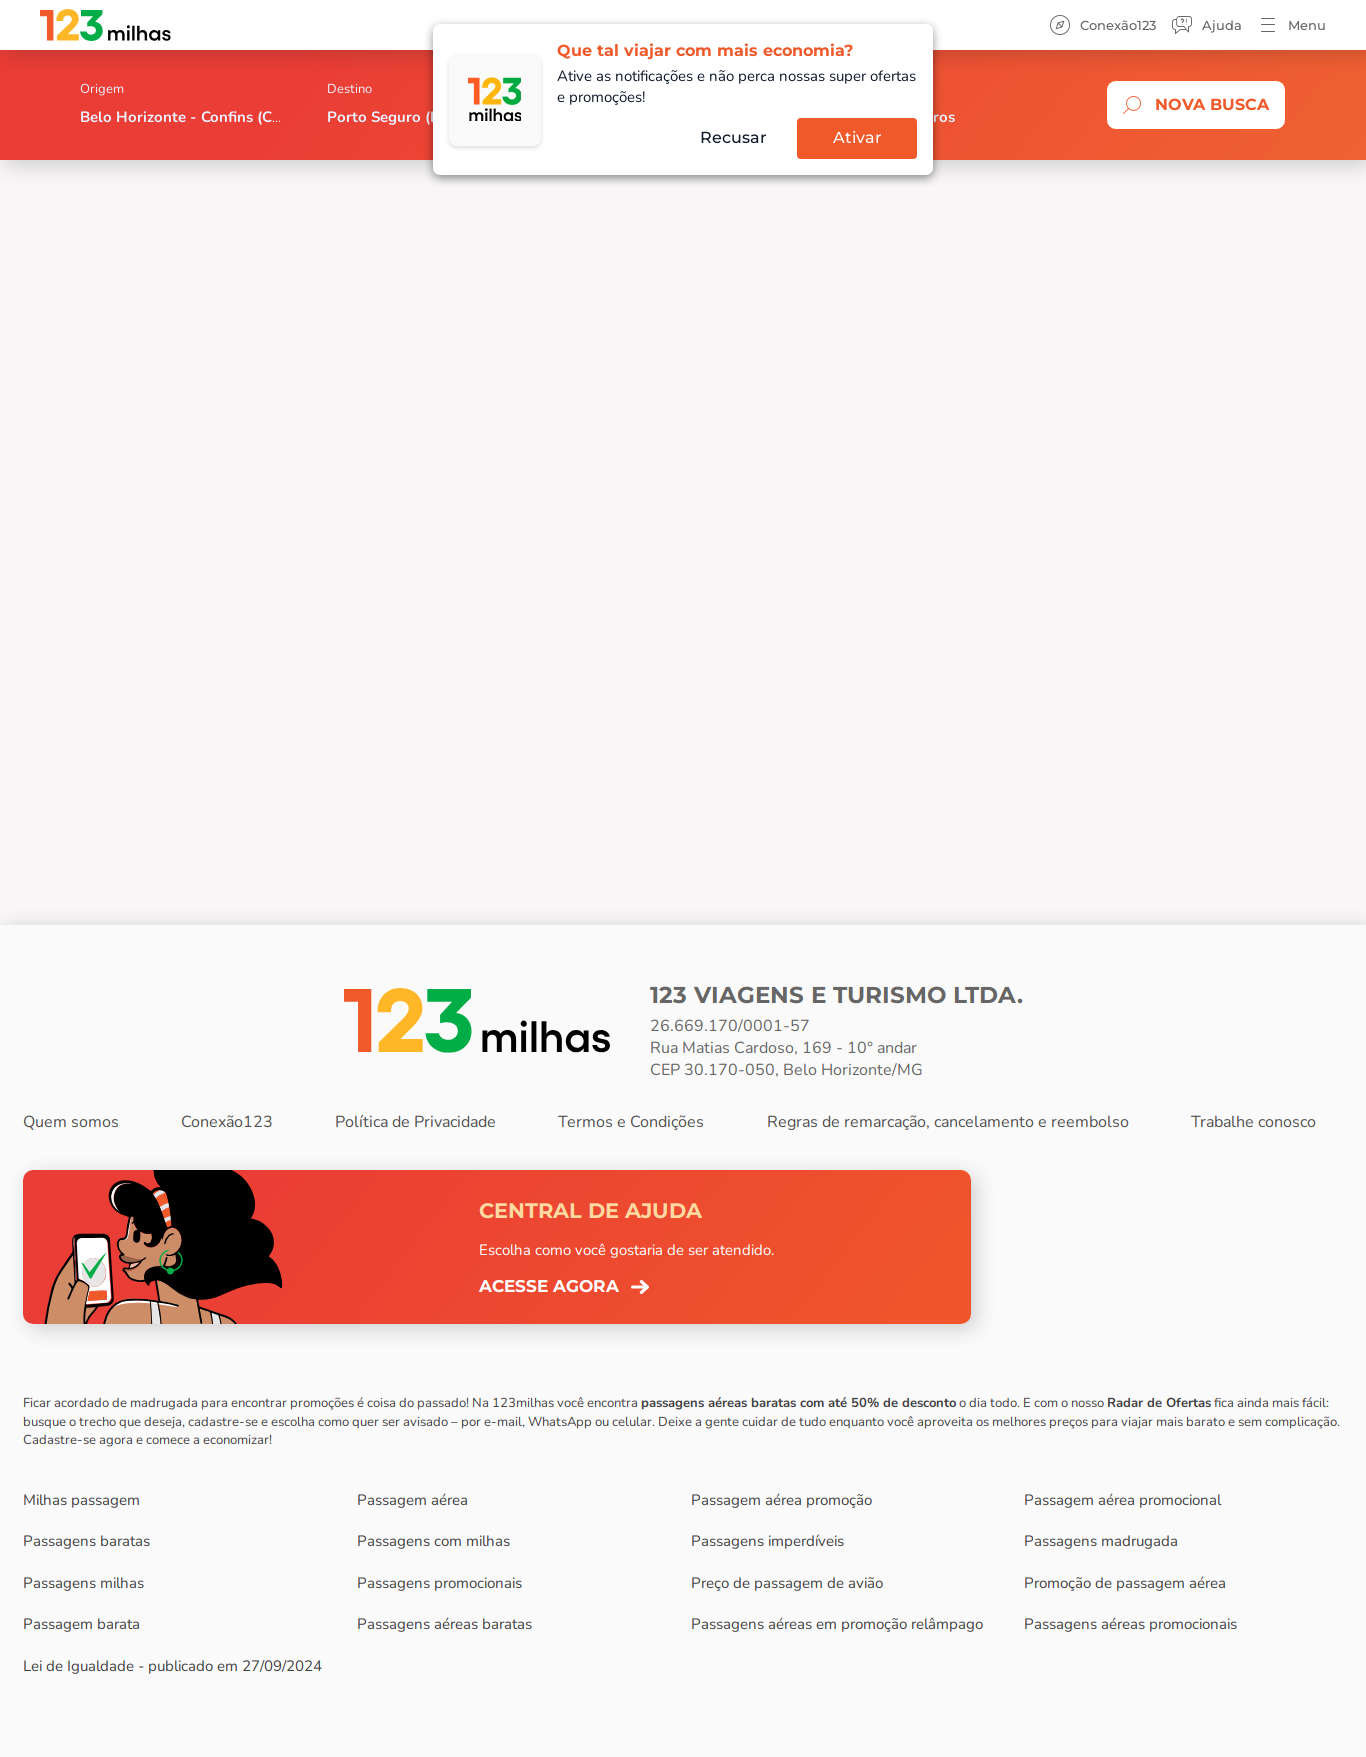 123milhas
Conexão123
Ajuda
Menu
Que tal viajar com mais economia?
Ative as notificações e não perca nossas super ofertas
e promoções!
123
milhas
Recusar
Ativar
Origem
Belo Horizonte - Confins (C...
Destino
Porto Seguro (
NOVA BUSCA
123milhas
123 VIAGENS E TURISMO LTDA.
26.669.170/0001-57
Rua Matias Cardoso, 169 - 10° andar
CEP 30.170-050, Belo Horizonte/MG
Quem somos
Conexão123
Política de Privacidade
Termos e Condições
Regras de remarcação, cancelamento e reembolso
Trabalhe conosco
CENTRAL DE AJUDA
Escolha como você gostaria de ser atendido.
ACESSE AGORA
Ficar acordado de madrugada para encontrar promoções é coisa do passado! Na 123milhas você encontra passagens aéreas baratas com até 50% de desconto o dia todo. E com o nosso Radar de Ofertas fica ainda mais fácil:
busque o trecho que deseja, cadastre-se e escolha como quer ser avisado – por e-mail, WhatsApp ou celular. Deixe a gente cuidar de tudo enquanto você aproveita os melhores preços para viajar mais barato e sem complicação.
Cadastre-se agora e comece a economizar!
Milhas passagem
Passagem aérea
Passagem aérea promoção
Passagem aérea promocional
Passagens baratas
Passagens com milhas
Passagens imperdíveis
Passagens madrugada
Passagens milhas
Passagens promocionais
Preço de passagem de avião
Promoção de passagem aérea
Passagem barata
Passagens aéreas baratas
Passagens aéreas em promoção relâmpago
Passagens aéreas promocionais
Lei de Igualdade - publicado em 27/09/2024